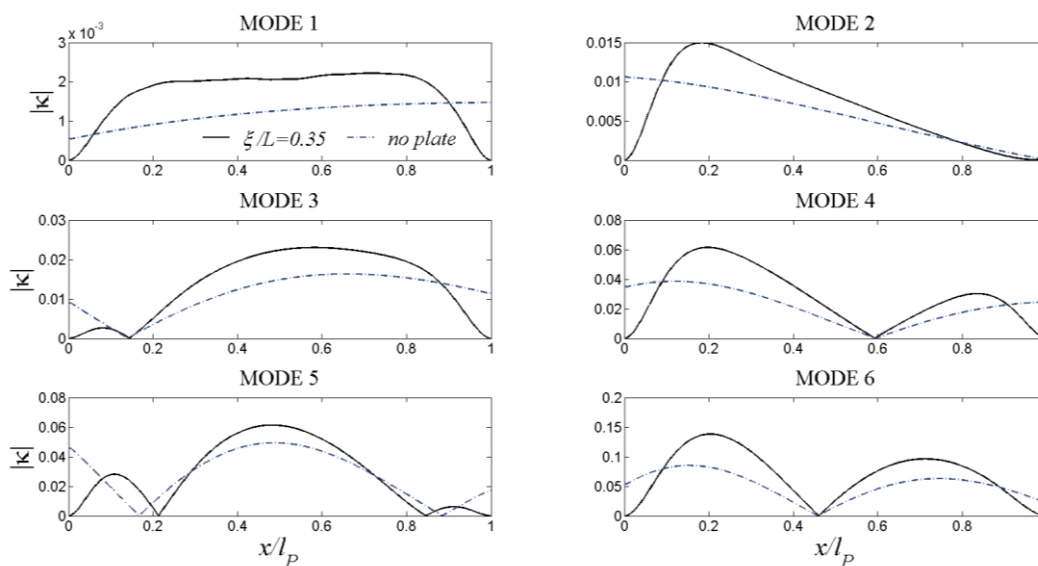 MODE 1
× 10⁻³
3
2
1
0
|κ|
0 0.2 0.4 0.6 0.8 1
ξ/L=0.35 no plate
MODE 2
0.015
0.01
0.005
0
|κ|
0 0.2 0.4 0.6 0.8
MODE 3
0.03
0.02
0.01
0
|κ|
0 0.2 0.4 0.6 0.8 1
MODE 4
0.08
0.06
0.04
0.02
0
|κ|
0 0.2 0.4 0.6 0.8
MODE 5
0.08
0.06
0.04
0.02
0
|κ|
0 0.2 0.4 0.6 0.8 1
x/lₚ
MODE 6
0.2
0.15
0.1
0.05
0
|κ|
0 0.2 0.4 0.6 0.8
x/lₚ